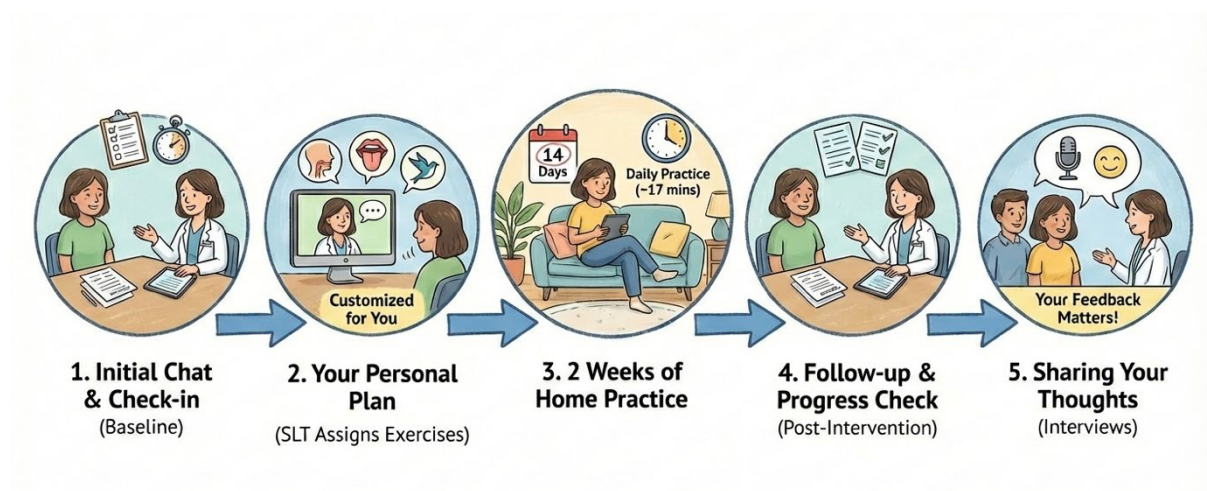 14
Days
Daily Practice
(~17 mins)
Customized
for You
Your Feedback
Matters!
1. Initial Chat
& Check-in
(Baseline)
2. Your Personal
Plan
(SLT Assigns Exercises)
3. 2 Weeks of
Home Practice
4. Follow-up &
Progress Check
(Post-Intervention)
5. Sharing Your
Thoughts
(Interviews)